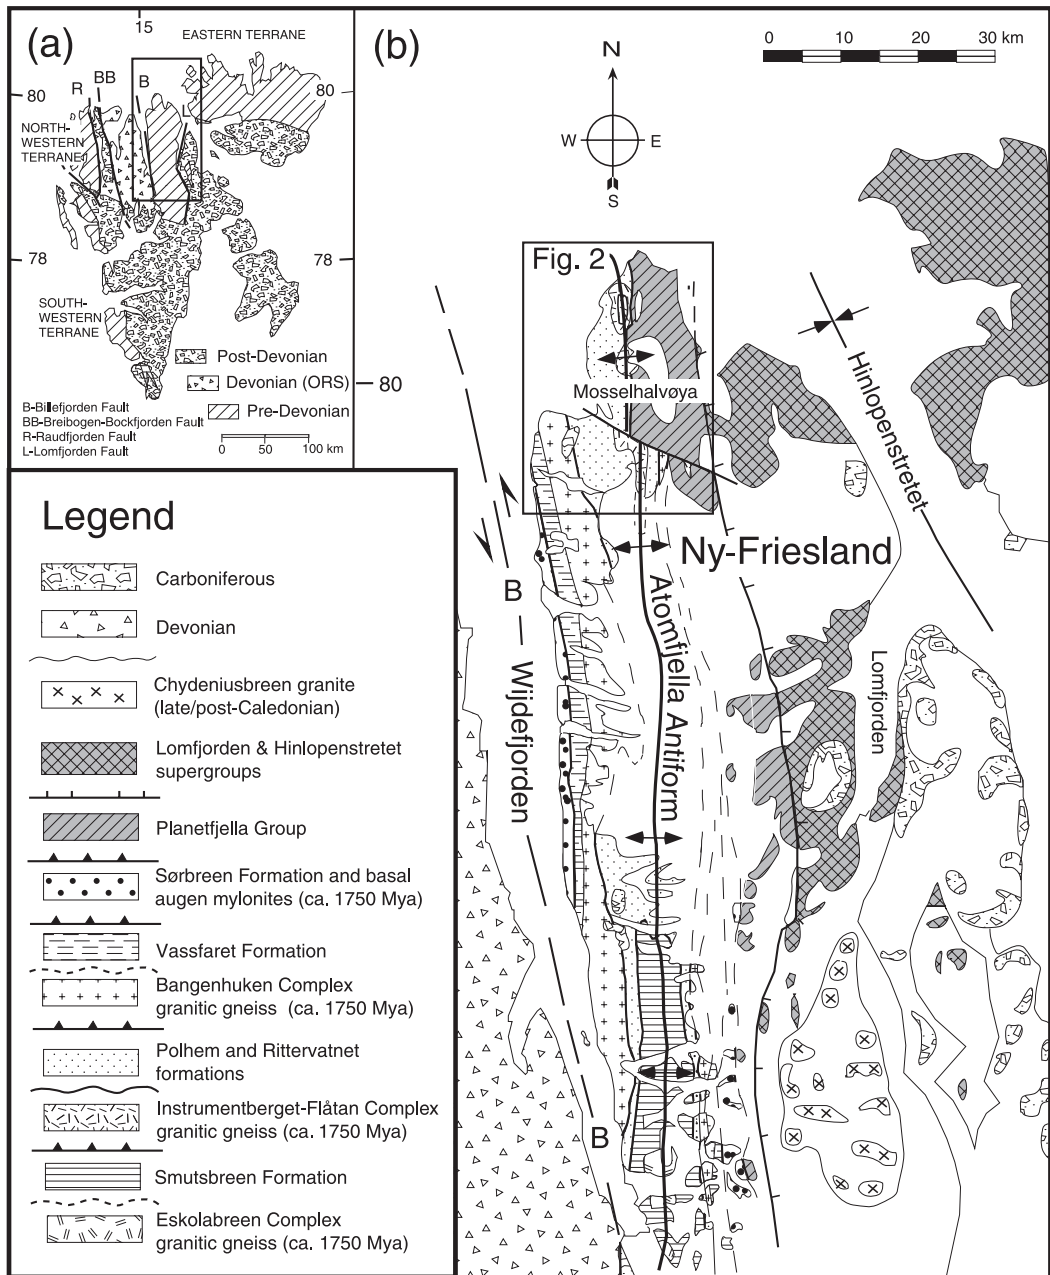 (a)
15
EASTERN TERRANE
R
BB
B
L
80
80
NORTH-
WESTERN
TERRANE
78
78
SOUTH-
WESTERN
TERRANE
Post-Devonian
Devonian (ORS)
Pre-Devonian
B-Billefjorden Fault
BB-Breibogen-Bockfjorden Fault
R-Raudfjorden Fault
L-Lomfjorden Fault
0 50 100 km
(b)
N
W E
S
0 10 20 30 km
80
Fig. 2
Mosselhalvøya
Hinlopenstretet
Ny-Friesland
B
Wijdefjorden
Atomfjella Antiform
Lomfjorden
B
Legend
Carboniferous
Devonian
Chydeniusbreen granite
(late/post-Caledonian)
Lomfjorden & Hinlopenstretet
supergroups
Planetfjella Group
Sørbreen Formation and basal
augen mylonites (ca. 1750 Mya)
Vassfaret Formation
Bangenhuken Complex
granitic gneiss (ca. 1750 Mya)
Polhem and Rittervatnet
formations
Instrumentberget-Flåtan Complex
granitic gneiss (ca. 1750 Mya)
Smutsbreen Formation
Eskolabreen Complex
granitic gneiss (ca. 1750 Mya)